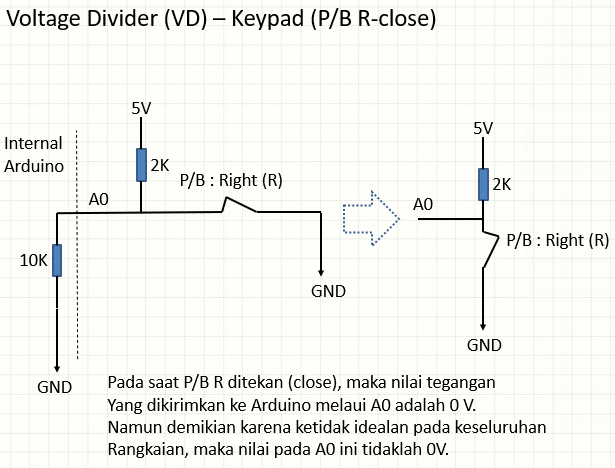 Voltage Divider (VD) – Keypad (P/B R-close)
5V
5V
Internal
Arduino
2K
P/B : Right (R)
2K
A0
A0
P/B : Right (R)
10K
GND
GND
GND
Pada saat P/B R ditekan (close), maka nilai tegangan
Yang dikirimkan ke Arduino melaui A0 adalah 0 V.
Namun demikian karena ketidak idealan pada keseluruhan
Rangkaian, maka nilai pada A0 ini tidaklah 0V.